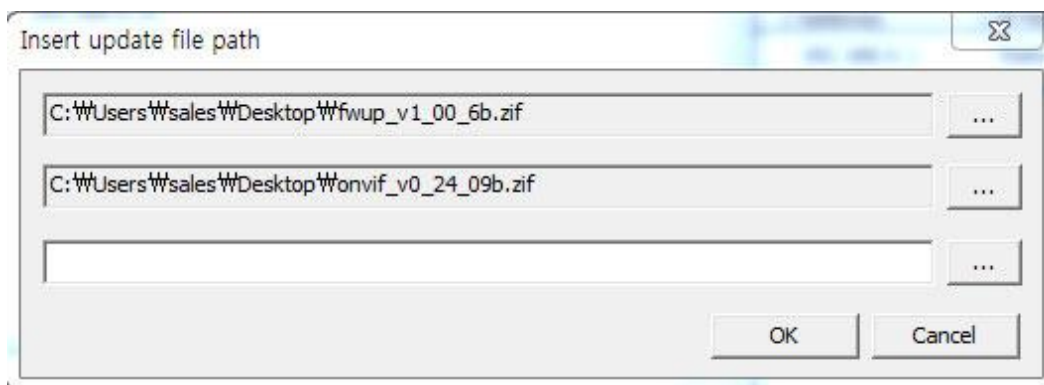 Insert update file path
C:₩Users₩sales₩Desktop₩fwup_v1_00_6b.zif
...
C:₩Users₩sales₩Desktop₩onvif_v0_24_09b.zif
...
...
OK Cancel